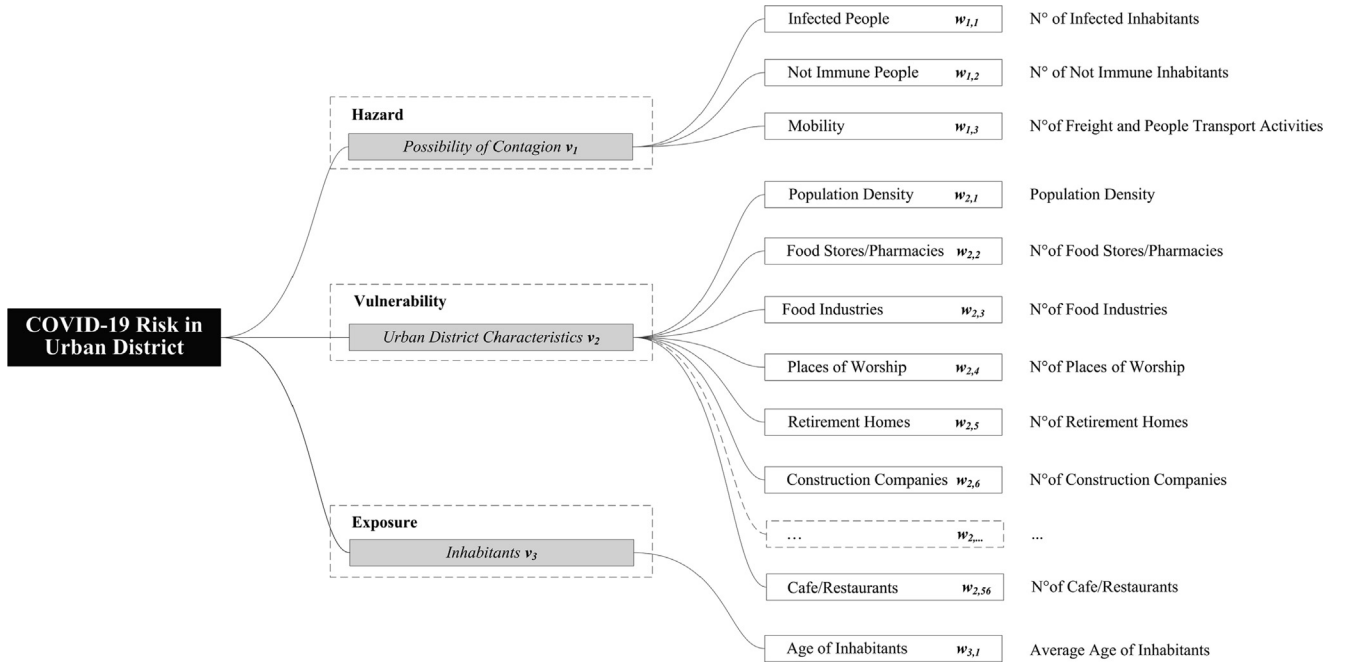 COVID-19 Risk in
Urban District
Hazard
Possibility of Contagion v1
Vulnerability
Urban District Characteristics v2
Exposure
Inhabitants v3
Infected People w1,1 N° of Infected Inhabitants
Not Immune People w1,2 N° of Not Immune Inhabitants
Mobility w1,3 N°of Freight and People Transport Activities
Population Density w2,1 Population Density
Food Stores/Pharmacies w2,2 N°of Food Stores/Pharmacies
Food Industries w2,3 N°of Food Industries
Places of Worship w2,4 N°of Places of Worship
Retirement Homes w2,5 N°of Retirement Homes
Construction Companies w2,6 N°of Construction Companies
… w2,... ...
Cafe/Restaurants w2,56 N°of Cafe/Restaurants
Age of Inhabitants w3,1 Average Age of Inhabitants